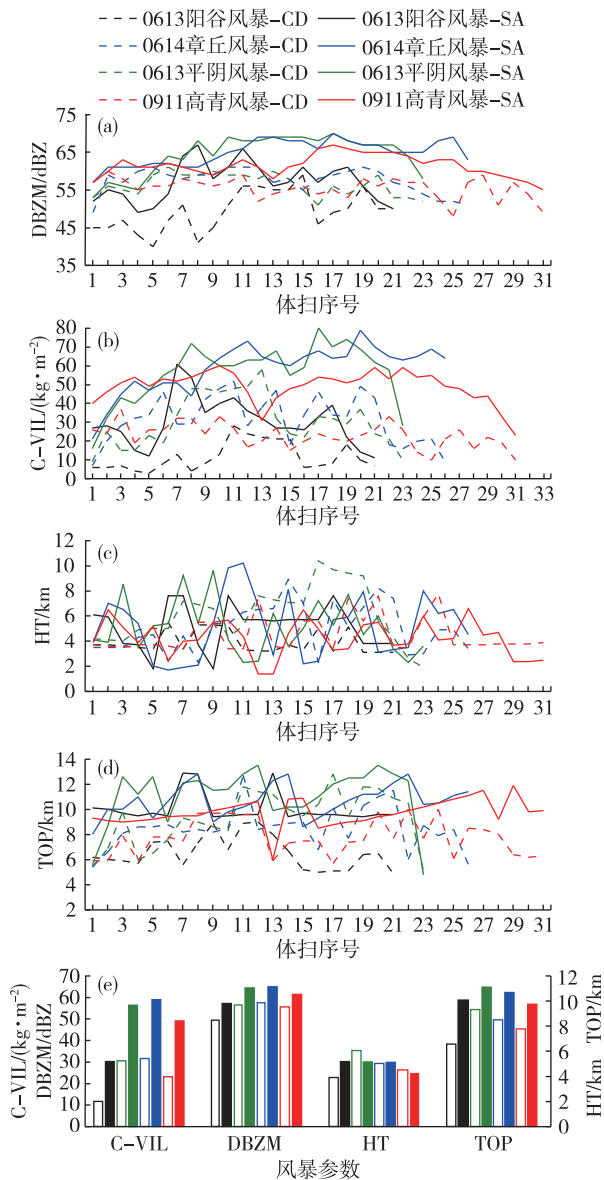 0613阳谷风暴-CD 0613阳谷风暴-SA
0614章丘风暴-CD 0614章丘风暴-SA
0613平阴风暴-CD 0613平阴风暴-SA
0911高青风暴-CD 0911高青风暴-SA
(a)
DBZM/dBZ
75
65
55
45
35
1 3 5 7 9 11 13 15 17 19 21 23 25 27 29 31
体扫序号
(b)
C-VIL/(kg·m⁻²)
80
70
60
50
40
30
20
10
0
1 3 5 7 9 11 13 15 17 19 21 23 25 27 29 31 33
体扫序号
(c)
HT/km
12
10
8
6
4
2
0
1 3 5 7 9 11 13 15 17 19 21 23 25 27 29 31
体扫序号
(d)
TOP/km
14
12
10
8
6
4
2
1 3 5 7 9 11 13 15 17 19 21 23 25 27 29 31
体扫序号
(e)
C-VIL/(kg·m⁻²)
DBZM/dBZ
70
60
50
40
30
20
10
0
12
10
8
6
4
2
0
TOP/km
HT/km
C-VIL DBZM HT TOP
风暴参数